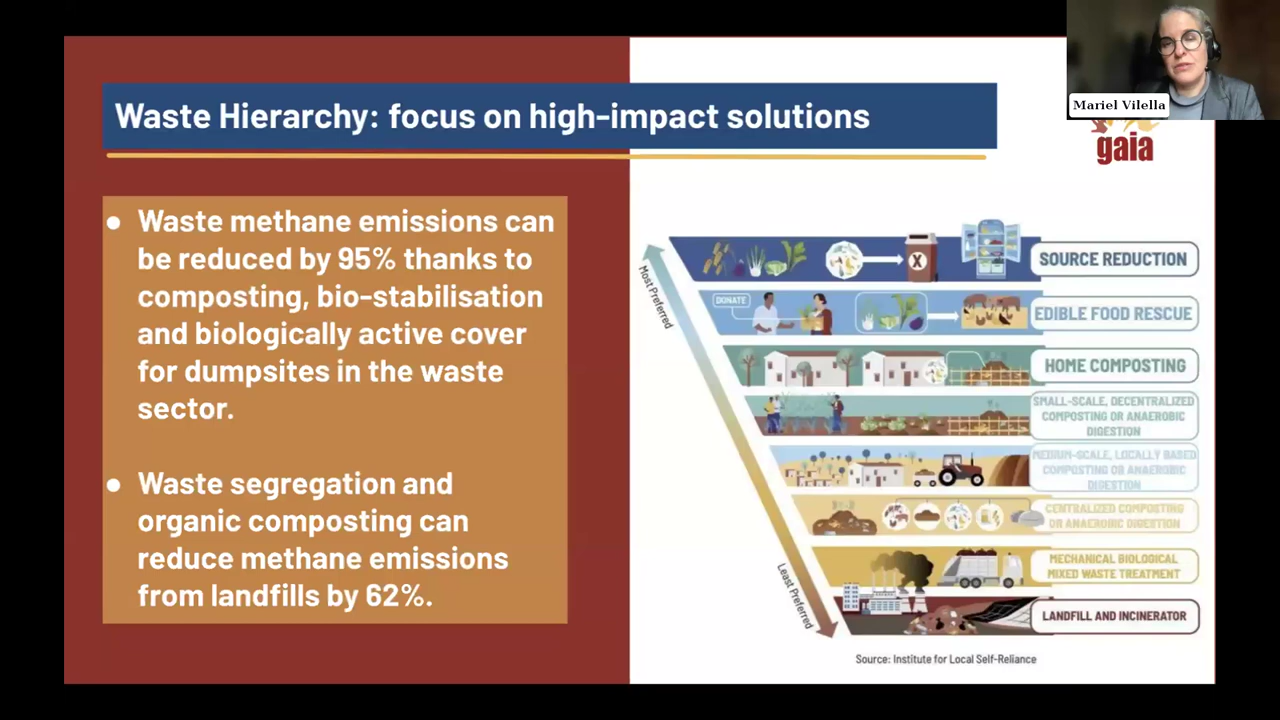 Mariel Vilella
gaia
Waste Hierarchy: focus on high-impact solutions
● Waste methane emissions can
be reduced by 95% thanks to
composting, bio-stabilisation
and biologically active cover
for dumpsites in the waste
sector.
● Waste segregation and
organic composting can
reduce methane emissions
from landfills by 62%.
Most Preferred
Least Preferred
X
SOURCE REDUCTION
DONATE
EDIBLE FOOD RESCUE
HOME COMPOSTING
SMALL-SCALE, DECENTRALIZED
COMPOSTING OR ANAEROBIC
DIGESTION
MEDIUM-SCALE, LOCALLY BASED
COMPOSTING OR ANAEROBIC
DIGESTION
CENTRALIZED COMPOSTING
OR ANAEROBIC DIGESTION
MECHANICAL BIOLOGICAL
MIXED WASTE TREATMENT
LANDFILL AND INCINERATOR
Source: Institute for Local Self-Reliance